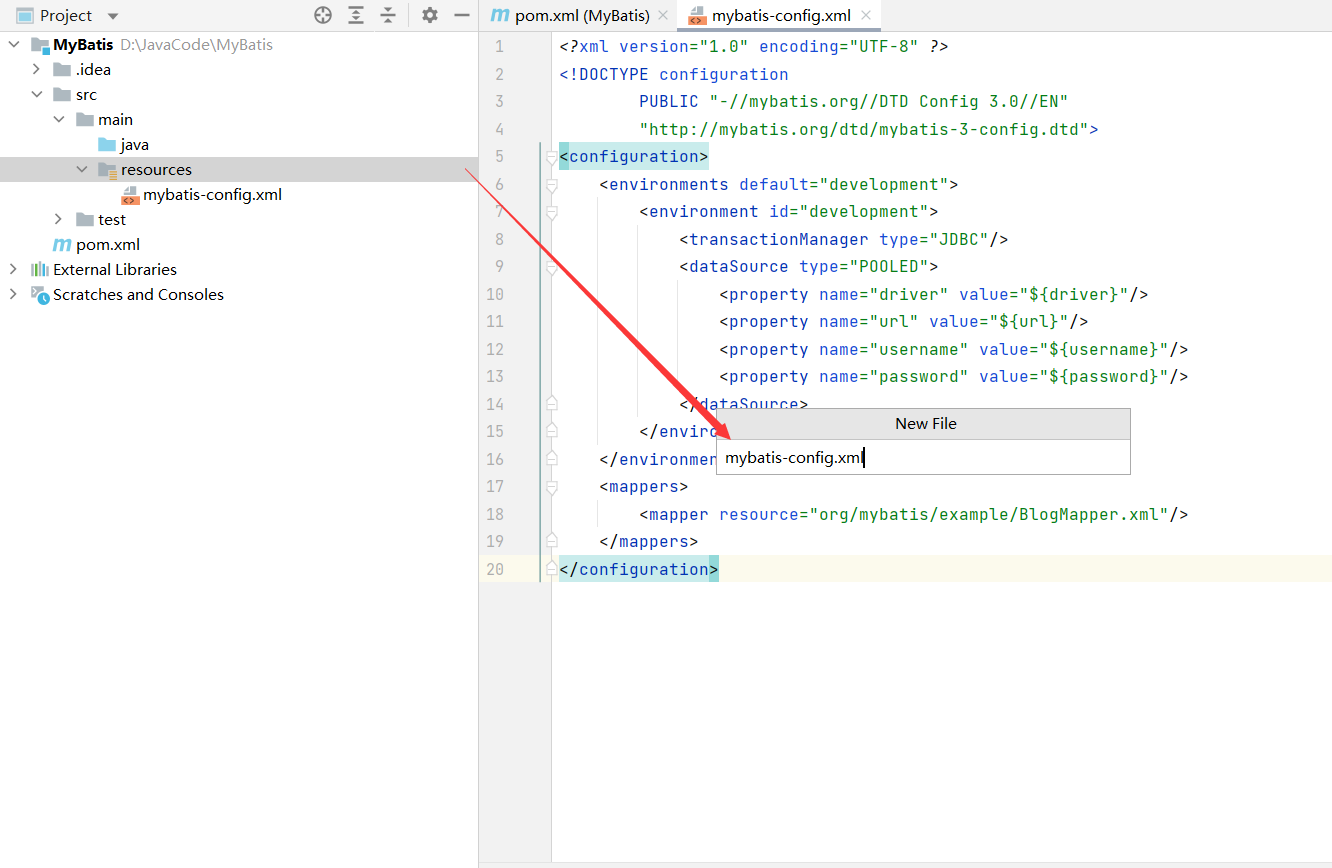 Project
MyBatis D:\JavaCode\MyBatis
.idea
src
main
java
resources
mybatis-config.xml
test
pom.xml
External Libraries
Scratches and Consoles
pom.xml (MyBatis)
mybatis-config.xml
1 <?xml version="1.0" encoding="UTF-8" ?>
2 <!DOCTYPE configuration
3 PUBLIC "-//mybatis.org//DTD Config 3.0//EN"
4 "http://mybatis.org/dtd/mybatis-3-config.dtd">
5 <configuration>
6 <environments default="development">
7 <environment id="development">
8 <transactionManager type="JDBC"/>
9 <dataSource type="POOLED">
10 <property name="driver" value="${driver}"/>
11 <property name="url" value="${url}"/>
12 <property name="username" value="${username}"/>
13 <property name="password" value="${password}"/>
14 </dataSource>
15 </enviro
16 </environmen
17 <mappers>
18 <mapper resource="org/mybatis/example/BlogMapper.xml"/>
19 </mappers>
20 </configuration>
New File
mybatis-config.xml